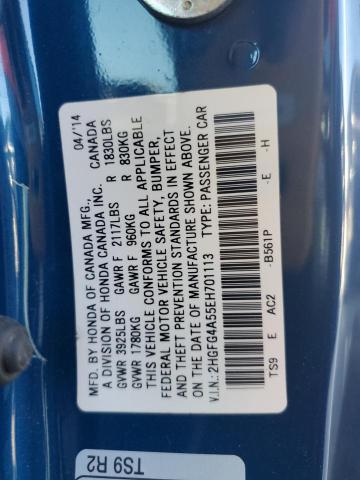 MFD. BY HONDA OF CANADA MFG., 04/'14
A DIVISION OF HONDA CANADA INC. CANADA
GVWR 3925LBS GAWR F 2117LBS R 1830LBS
GVWR 1780KG GAWR F 960KG R 830KG
THIS VEHICLE CONFORMS TO ALL APPLICABLE
FEDERAL MOTOR VEHICLE SAFETY, BUMPER,
AND THEFT PREVENTION STANDARDS IN EFFECT
ON THE DATE OF MANUFACTURE SHOWN ABOVE.
V.I.N.: 2HGFG4A55EH701113 TYPE: PASSENGER CAR
TS9 E AC2 -B561P -E -H
TS9 R2